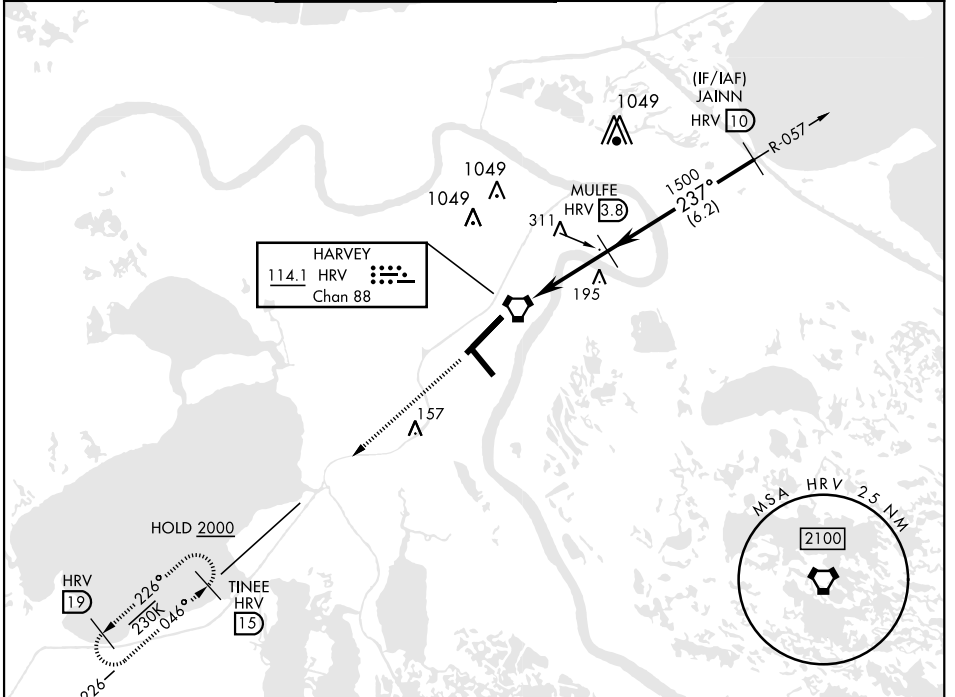 (IF/IAF)
JAINN
HRV 10
R-057
1049
1500
237°
(6.2)
1049
1049
MULFE
HRV 3.8
311
195
HARVEY
114.1 HRV
Chan 88
157
MSA HRV 25 NM
2100
HOLD 2000
HRV
19
226°
230K
046°
TINEE
HRV
15
226